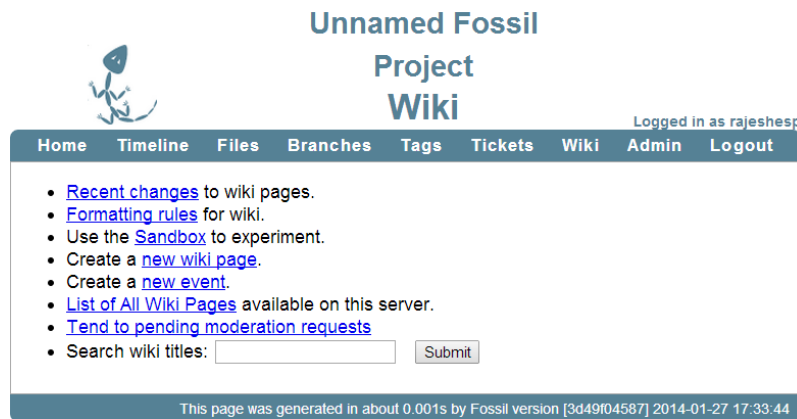 Unnamed Fossil
Project
Wiki
Logged in as rajeshesp
Home Timeline Files Branches Tags Tickets Wiki Admin Logout
Recent changes to wiki pages.
Formatting rules for wiki.
Use the Sandbox to experiment.
Create a new wiki page.
Create a new event.
List of All Wiki Pages available on this server.
Tend to pending moderation requests
Search wiki titles: Submit
This page was generated in about 0.001s by Fossil version [3d49f04587] 2014-01-27 17:33:44